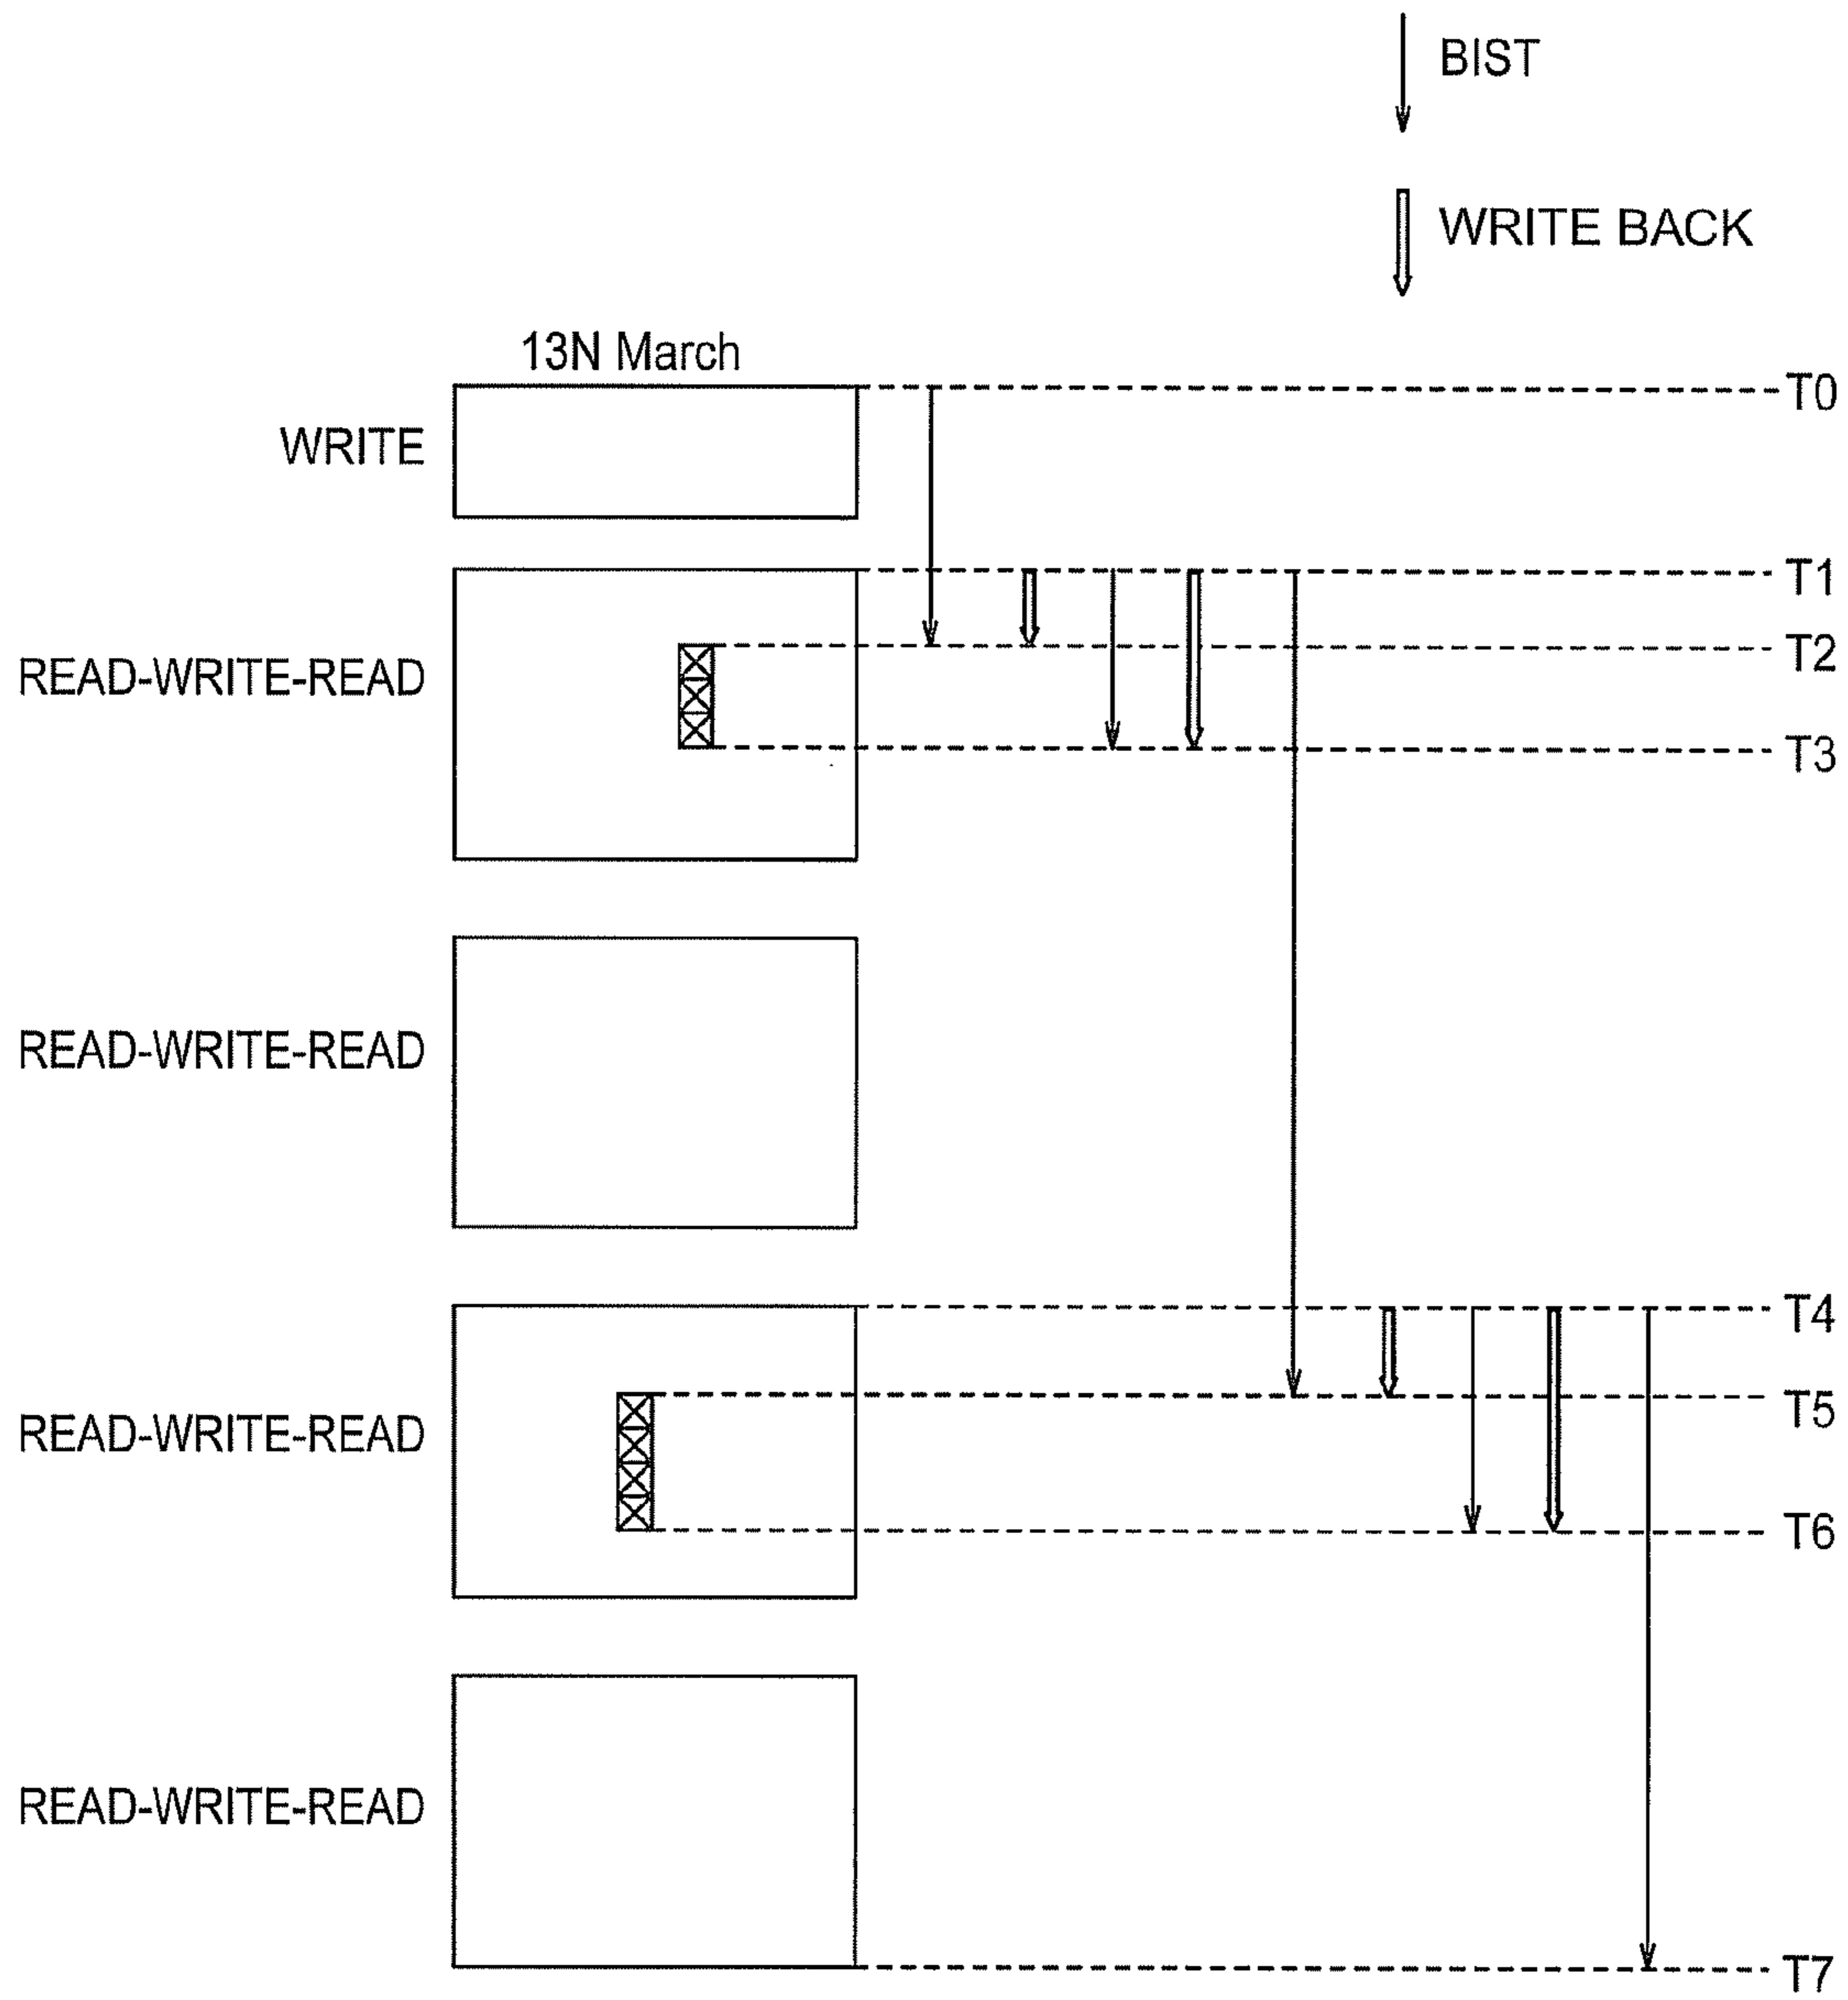 BIST
WRITE BACK
13N March
T0
WRITE
T1
T2
READ-WRITE-READ
T3
READ-WRITE-READ
T4
T5
READ-WRITE-READ
T6
READ-WRITE-READ
T7